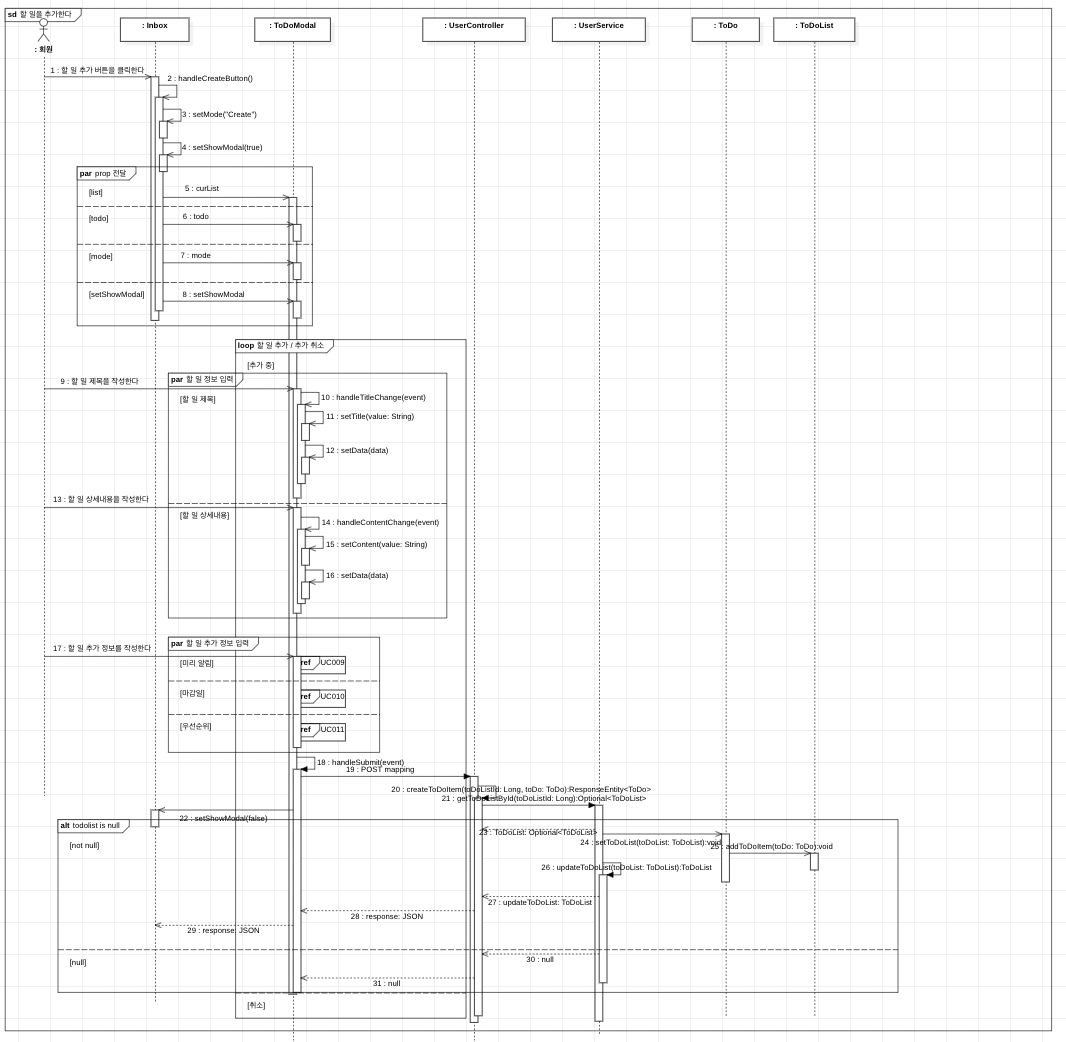 sd 할 일을 추가한다
: 회원
: Inbox
: ToDoModal
: UserController
: UserService
: ToDo
: ToDoList
1 : 할 일 추가 버튼을 클릭한다
2 : handleCreateButton()
3 : setMode("Create")
4 : setShowModal(true)
par prop 전달
[list]
5 : curList
[todo]
6 : todo
[mode]
7 : mode
[setShowModal]
8 : setShowModal
loop 할 일 추가 / 추가 취소
[추가 중]
par 할 일 정보 입력
9 : 할 일 제목을 작성한다
[할 일 제목]
10 : handleTitleChange(event)
11 : setTitle(value: String)
12 : setData(data)
13 : 할 일 상세내용을 작성한다
[할 일 상세내용]
14 : handleContentChange(event)
15 : setContent(value: String)
16 : setData(data)
par 할 일 추가 정보 입력
17 : 할 일 추가 정보를 작성한다
[미리 알림]
ref UC009
[마감일]
ref UC010
[우선순위]
ref UC011
18 : handleSubmit(event)
19 : POST mapping
20 : createToDoItem(toDoListId: Long, toDo: ToDo):ResponseEntity<ToDo>
21 : getToDoListById(toDoListId: Long):Optional<ToDoList>
22 : setShowModal(false)
alt todolist is null
[not null]
23 : ToDoList: Optional<ToDoList>
24 : setToDoList(toDoList: ToDoList):void
25 : addToDoItem(toDo: ToDo):void
26 : updateToDoList(toDoList: ToDoList):ToDoList
27 : updateToDoList: ToDoList
28 : response: JSON
29 : response: JSON
[null]
30 : null
31 : null
[취소]